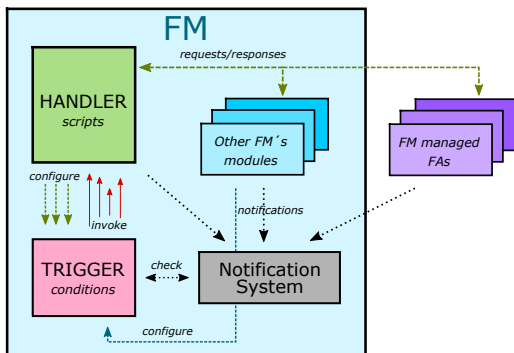 FM
requests/responses
HANDLER
scripts
Other FM´s
modules
FM managed
FAs
configure
invoke
notifications
TRIGGER
conditions
check
Notification
System
configure